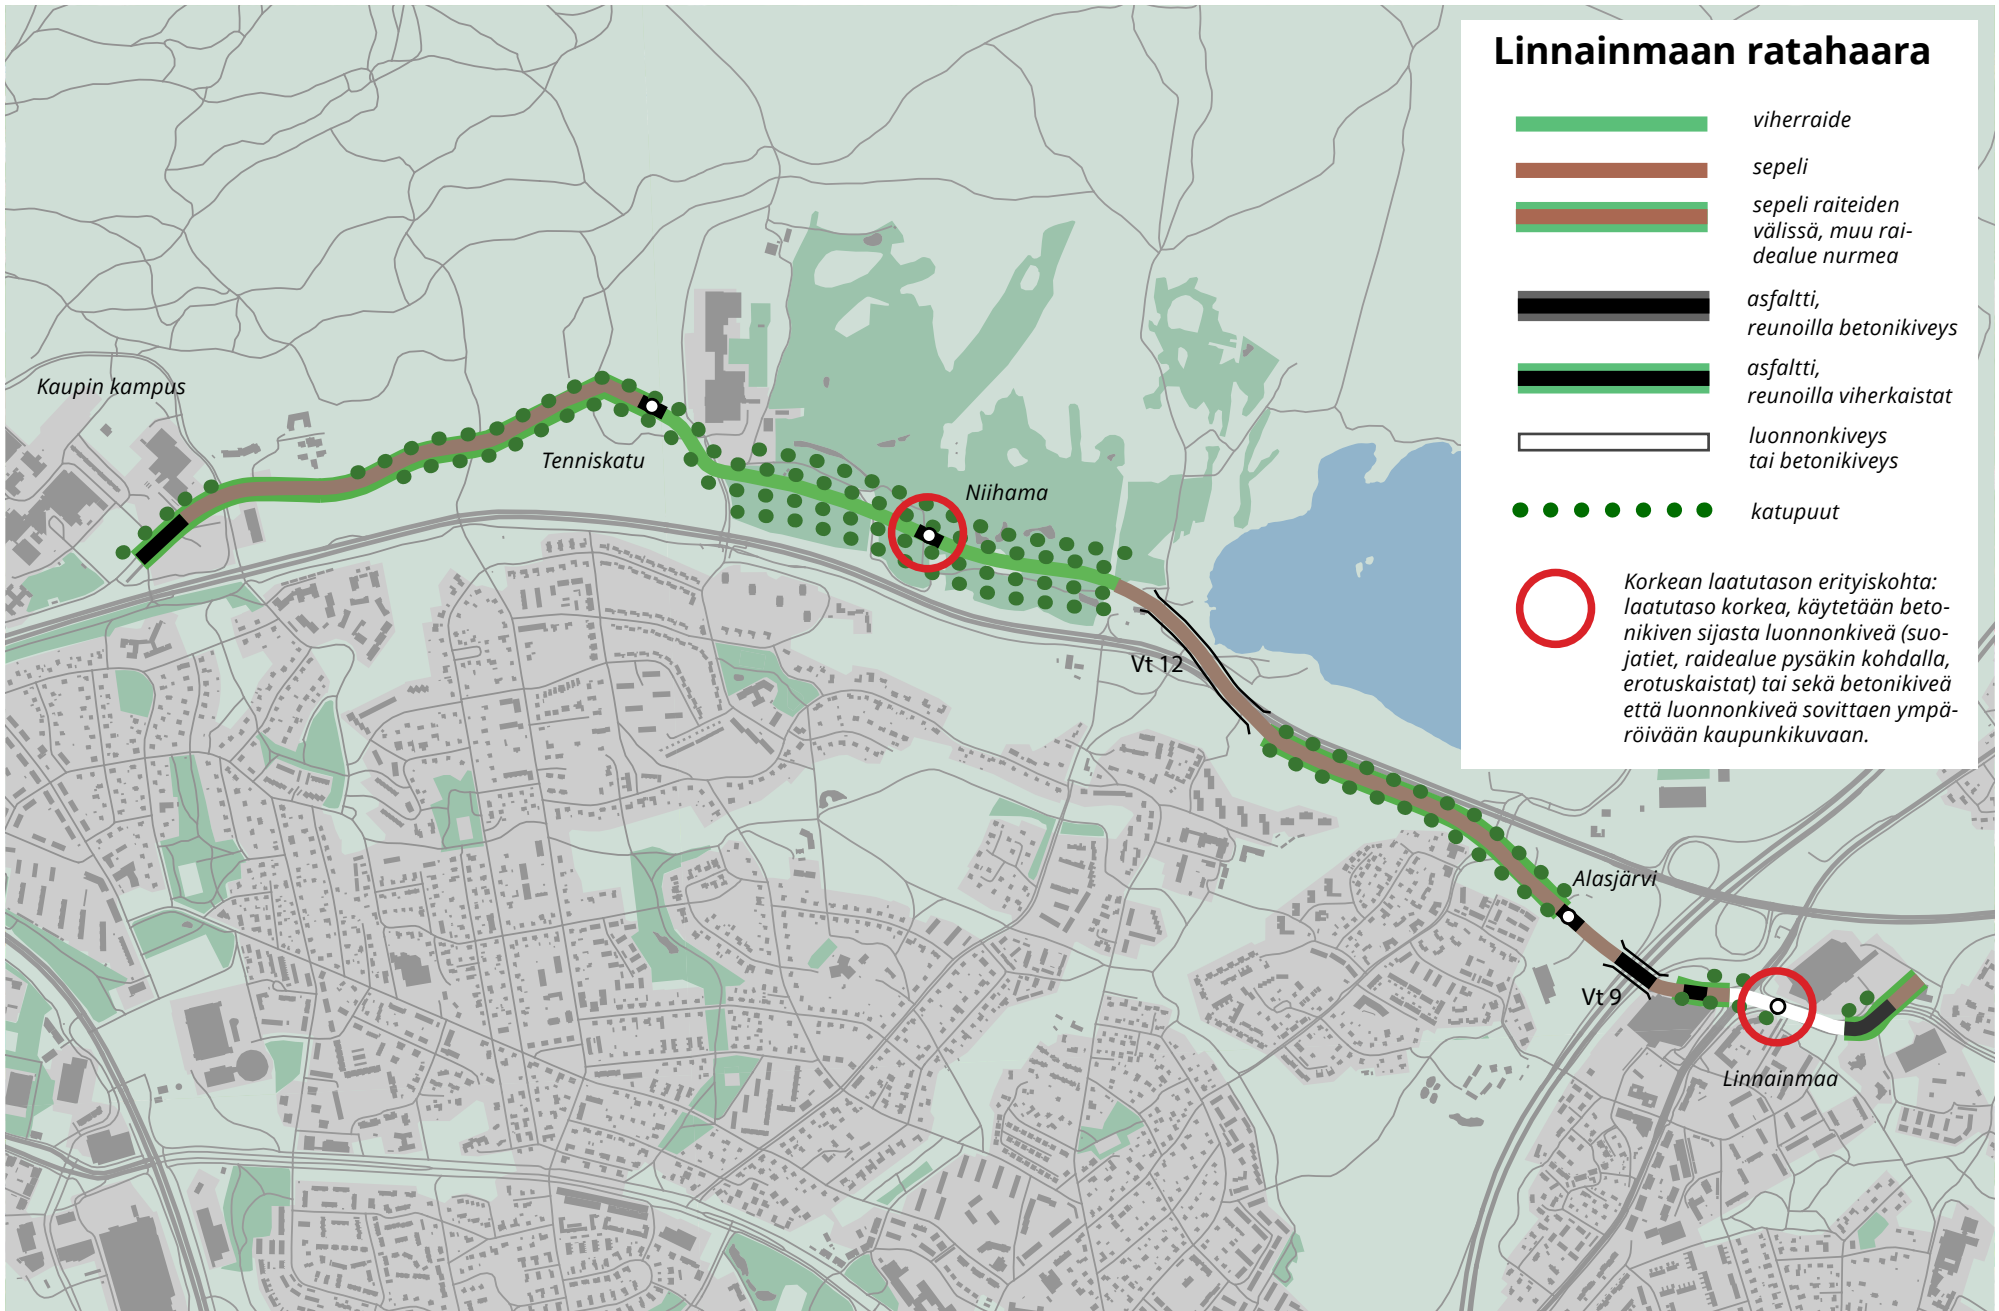 Linnainmaan ratahaara
viherraide
sepeli
sepeli raiteiden
välissä, muu rai-
dealue nurmea
asfaltti,
reunoilla betonikiveys
asfaltti,
reunoilla viherkaistat
luonnonkiveys
tai betonikiveys
katupuut
Korkean laatutason erityiskohta:
laatutaso korkea, käytetään beto-
nikiven sijasta luonnonkiveä (suo-
jatiet, raidealue pysäkin kohdalla,
erotuskaistat) tai sekä betonikiveä
että luonnonkiveä sovittaen ympä-
röivään kaupunkikuvaan.
Kaupin kampus
Tenniskatu
Niihama
Vt 12
Alasjärvi
Vt 9
Linnainmaa